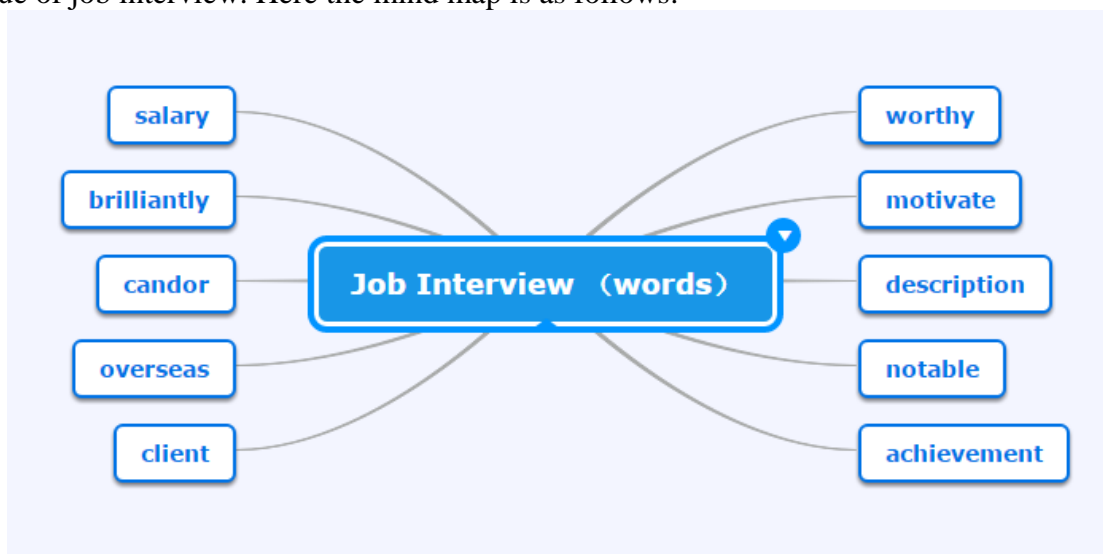 de of job interview. Here the mind map is as follows:
salary
brilliantly
candor
overseas
client
Job Interview （words）
worthy
motivate
description
notable
achievement